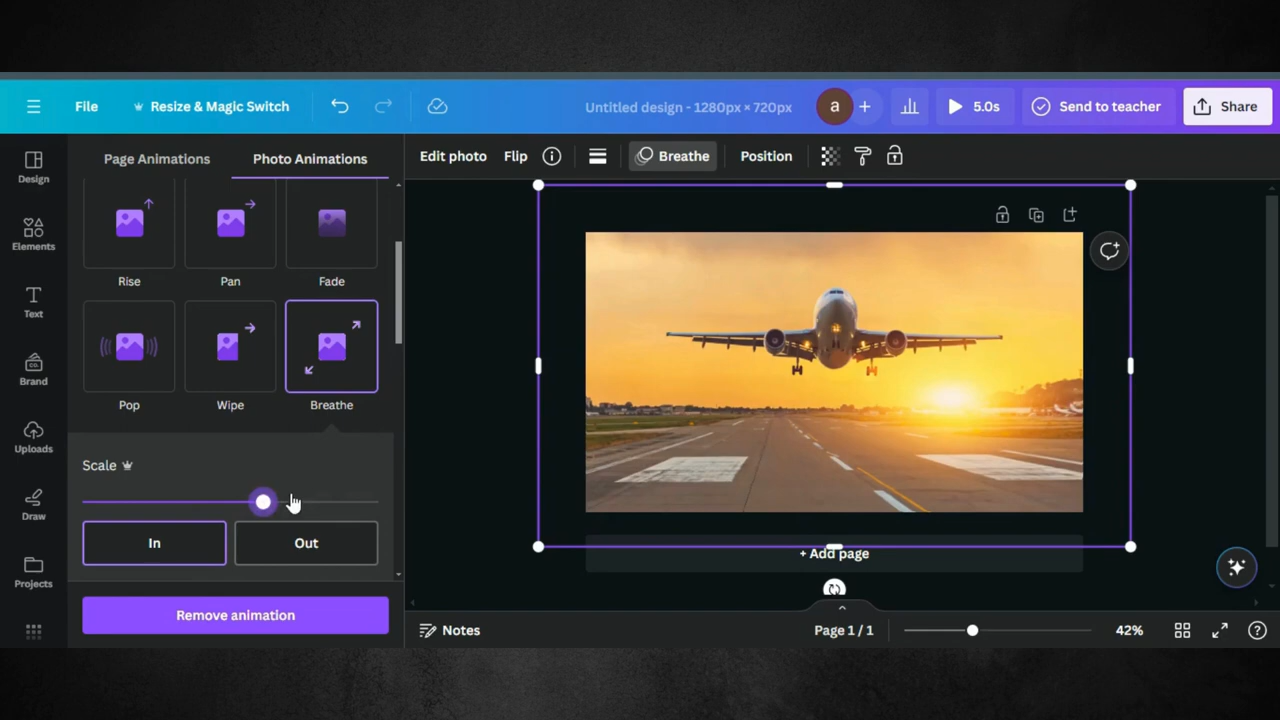 File
Resize & Magic Switch
Untitled design - 1280px × 720px
a
+
5.0s
Send to teacher
Share
Design
Elements
Text
Brand
CO.
Uploads
Draw
Projects
Page Animations
Photo Animations
Rise
Pan
Fade
Pop
Wipe
Breathe
Scale
In
Out
Remove animation
Edit photo
Flip
Breathe
Position
+ Add page
Notes
Page 1 / 1
42%
?